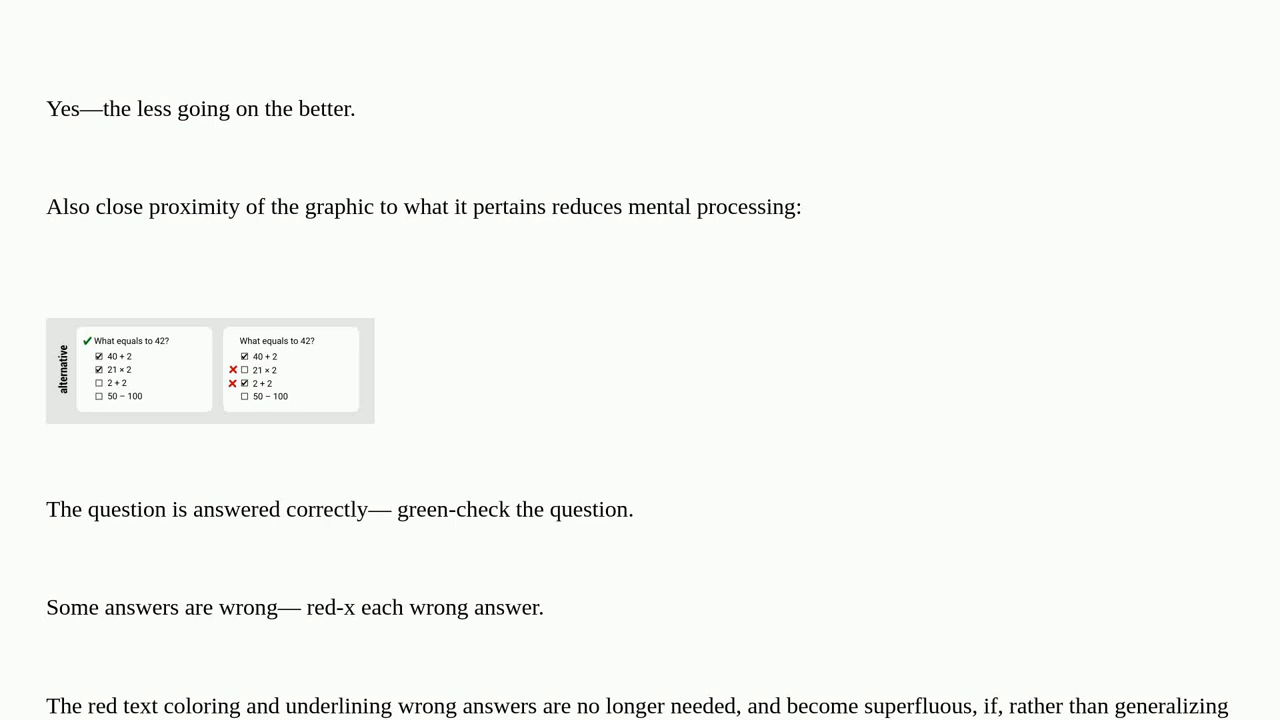 Yes—the less going on the better.
Also close proximity of the graphic to what it pertains reduces mental processing:
alternative
What equals to 42?
40 + 2
21 × 2
2 + 2
50 − 100
What equals to 42?
40 + 2
21 × 2
2 + 2
50 − 100
The question is answered correctly— green-check the question.
Some answers are wrong— red-x each wrong answer.
The red text coloring and underlining wrong answers are no longer needed, and become superfluous, if, rather than generalizing